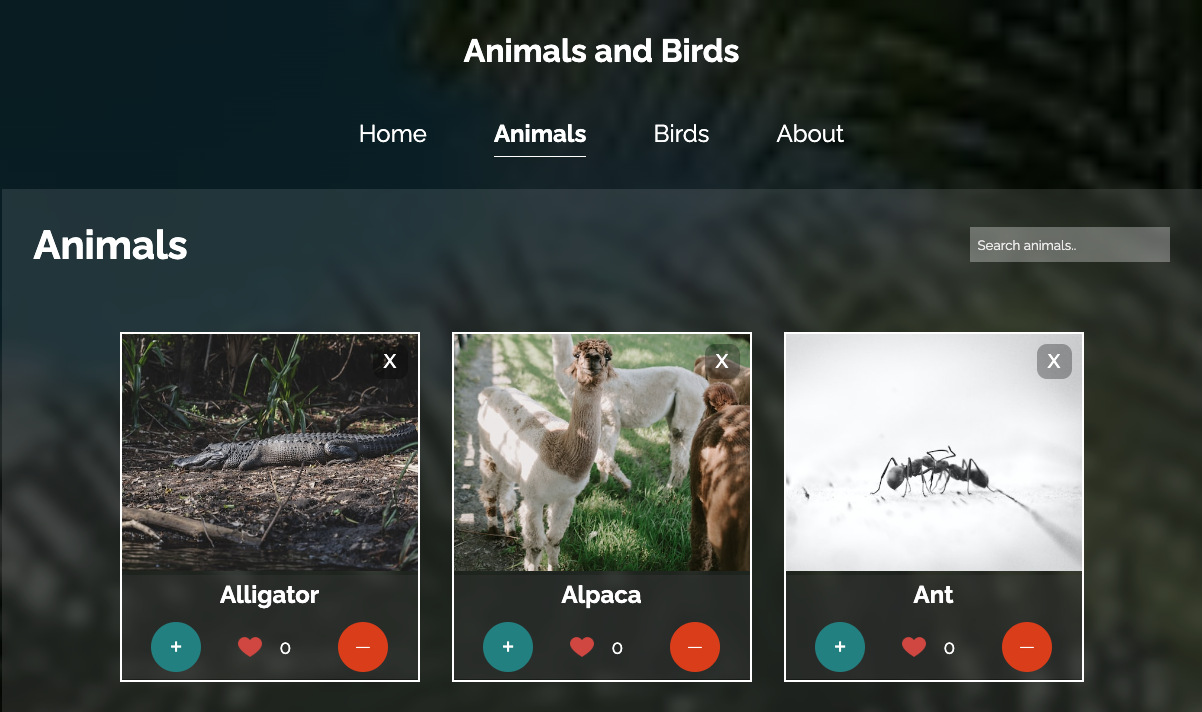 Animals and Birds
Home Animals Birds About
Animals
Search animals..
X X X
Alligator Alpaca Ant
+ 0 — + 0 — + 0 —